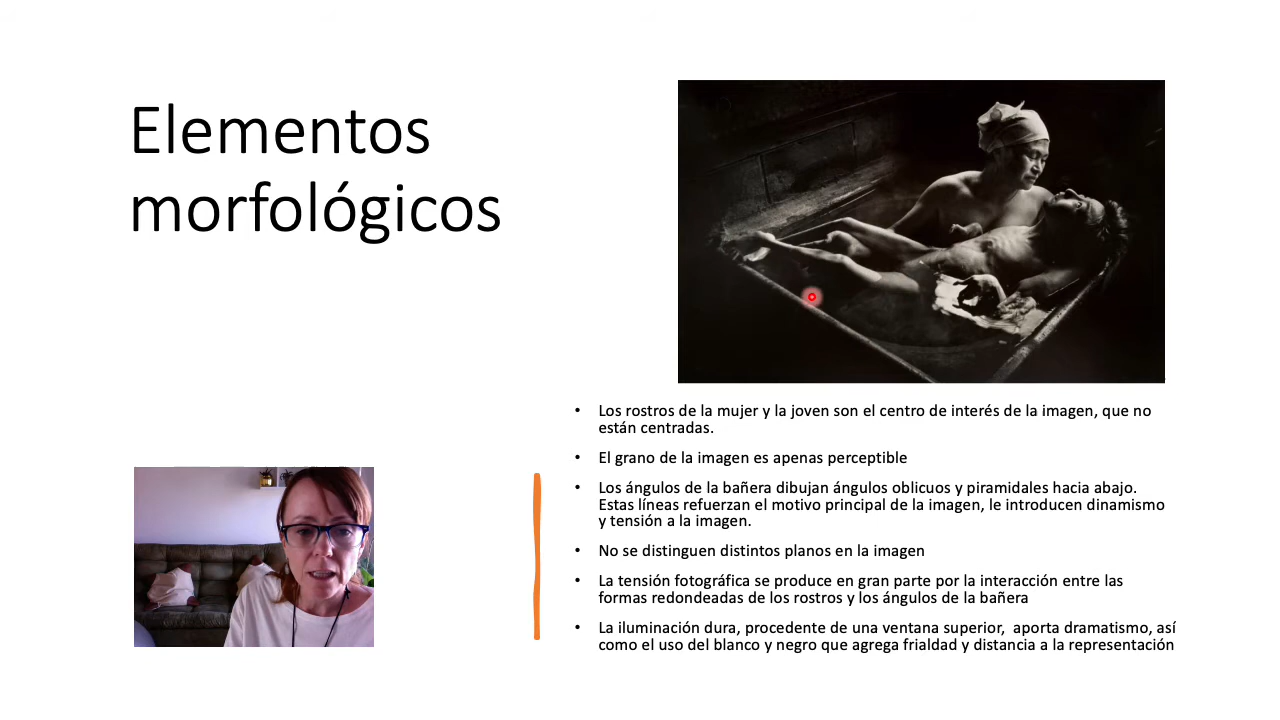 Elementos
morfológicos
• Los rostros de la mujer y la joven son el centro de interés de la imagen, que no
están centradas.
• El grano de la imagen es apenas perceptible
• Los ángulos de la bañera dibujan ángulos oblicuos y piramidales hacia abajo.
Estas líneas refuerzan el motivo principal de la imagen, le introducen dinamismo
y tensión a la imagen.
• No se distinguen distintos planos en la imagen
• La tensión fotográfica se produce en gran parte por la interacción entre las
formas redondeadas de los rostros y los ángulos de la bañera
• La iluminación dura, procedente de una ventana superior, aporta dramatismo, así
como el uso del blanco y negro que agrega frialdad y distancia a la representación